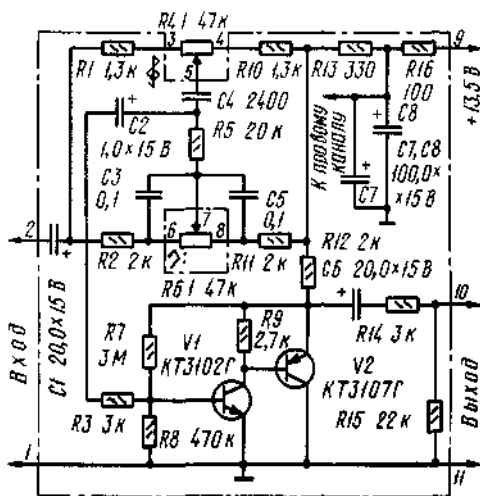 R4.1 47к
3 4 9
R1 1,3к 5 R10 1,3к R13 330 R16
100
+13,5 В
C4 2400
C2
1,0×15 В
R5 20 к
К правому
каналу
C8
C7, C8
100,0×
×15 В
C7
C3
0,1
C5
0,1
2 6 7 8
R2 2к R11 2к R12 2к
R6.1 47к
C6 20,0×15 В
10
Вход
C1 20,0×15 В
R7
3М
V1
КТ3102Г
R9
2,7к
R14 3к
V2
КТ3107Г
R3 3к
R8 470к
R15 22к
Выход
1 11